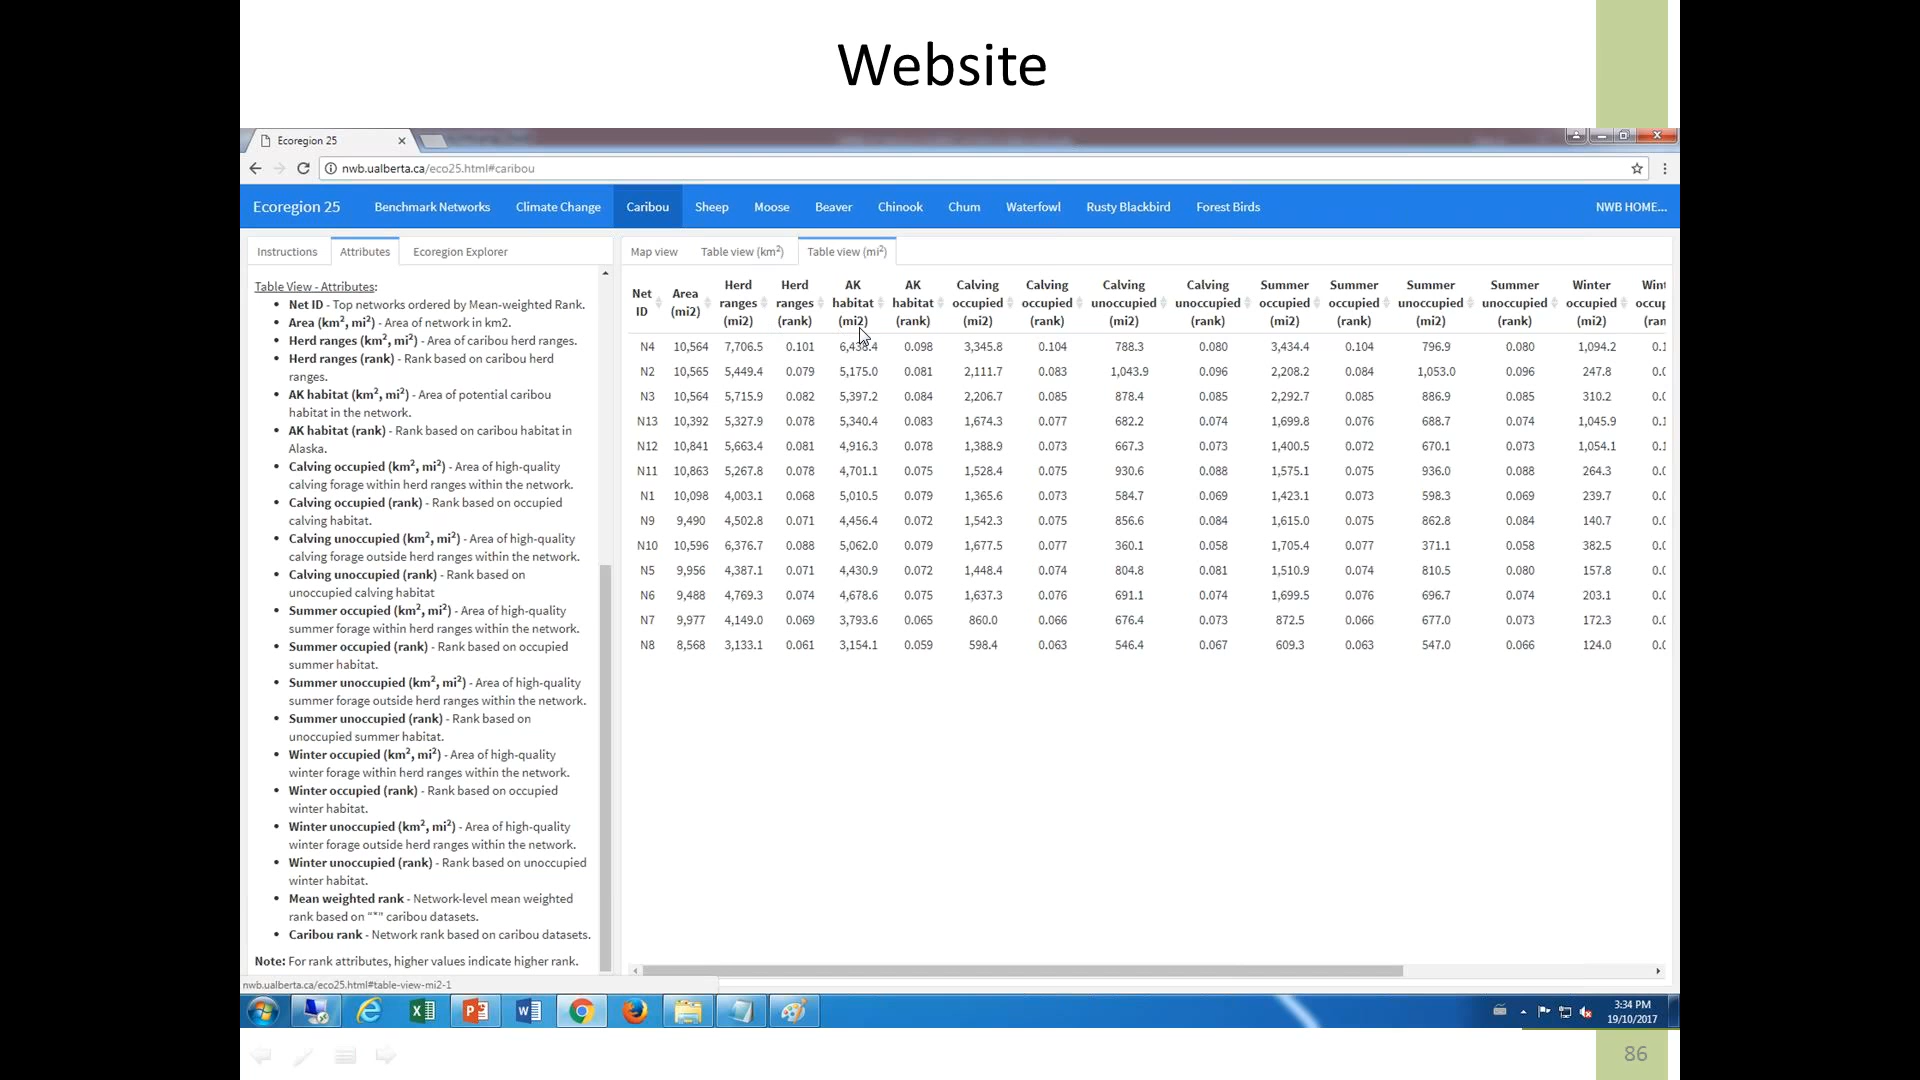 Website
Ecoregion 25
nwb.ualberta.ca/eco25.html#caribou
Ecoregion 25 Benchmark Networks Climate Change Caribou Sheep Moose Beaver Chinook Chum Waterfowl Rusty Blackbird Forest Birds NWB HOME...
Instructions Attributes Ecoregion Explorer
Table View - Attributes:
• Net ID - Top networks ordered by Mean-weighted Rank.
• Area (km², mi²) - Area of network in km2.
• Herd ranges (km², mi²) - Area of caribou herd ranges.
• Herd ranges (rank) - Rank based on caribou herd
ranges.
• AK habitat (km², mi²) - Area of potential caribou
habitat in the network.
• AK habitat (rank) - Rank based on caribou habitat in
Alaska.
• Calving occupied (km², mi²) - Area of high-quality
calving forage within herd ranges within the network.
• Calving occupied (rank) - Rank based on occupied
calving habitat.
• Calving unoccupied (km², mi²) - Area of high-quality
calving forage outside herd ranges within the network.
• Calving unoccupied (rank) - Rank based on
unoccupied calving habitat
• Summer occupied (km², mi²) - Area of high-quality
summer forage within herd ranges within the network.
• Summer occupied (rank) - Rank based on occupied
summer habitat.
• Summer unoccupied (km², mi²) - Area of high-quality
summer forage outside herd ranges within the network.
• Summer unoccupied (rank) - Rank based on
unoccupied summer habitat.
• Winter occupied (km², mi²) - Area of high-quality
winter forage within herd ranges within the network.
• Winter occupied (rank) - Rank based on occupied
winter habitat.
• Winter unoccupied (km², mi²) - Area of high-quality
winter forage outside herd ranges within the network.
• Winter unoccupied (rank) - Rank based on unoccupied
winter habitat.
• Mean weighted rank - Network-level mean weighted
rank based on "*" caribou datasets.
• Caribou rank - Network rank based on caribou datasets.
Note: For rank attributes, higher values indicate higher rank.
nwb.ualberta.ca/eco25.html#table-view-mi2-1
Map view Table view (km²) Table view (mi²)
Herd Herd AK AK Calving Calving Calving Calving Summer Summer Summer Summer Winter Wint
Net Area ranges ranges habitat habitat occupied occupied unoccupied unoccupied occupied occupied unoccupied unoccupied occupied occup
ID (mi2) (mi2) (rank) (mi2) (rank) (mi2) (rank) (mi2) (rank) (mi2) (rank) (mi2) (rank) (mi2) (ran
N4 10,564 7,706.5 0.101 6,438.4 0.098 3,345.8 0.104 788.3 0.080 3,434.4 0.104 796.9 0.080 1,094.2 0.1
N2 10,565 5,449.4 0.079 5,175.0 0.081 2,111.7 0.083 1,043.9 0.096 2,208.2 0.084 1,053.0 0.096 247.8 0.0
N3 10,564 5,715.9 0.082 5,397.2 0.084 2,206.7 0.085 878.4 0.085 2,292.7 0.085 886.9 0.085 310.2 0.0
N13 10,392 5,327.9 0.078 5,340.4 0.083 1,674.3 0.077 682.2 0.074 1,699.8 0.076 688.7 0.074 1,045.9 0.1
N12 10,841 5,663.4 0.081 4,916.3 0.078 1,388.9 0.073 667.3 0.073 1,400.5 0.072 670.1 0.073 1,054.1 0.1
N11 10,863 5,267.8 0.078 4,701.1 0.075 1,528.4 0.075 930.6 0.088 1,575.1 0.075 936.0 0.088 264.3 0.0
N1 10,098 4,003.1 0.068 5,010.5 0.079 1,365.6 0.073 584.7 0.069 1,423.1 0.073 598.3 0.069 239.7 0.0
N9 9,490 4,502.8 0.071 4,456.4 0.072 1,542.3 0.075 856.6 0.084 1,615.0 0.075 862.8 0.084 140.7 0.0
N10 10,596 6,376.7 0.088 5,062.0 0.079 1,677.5 0.077 360.1 0.058 1,705.4 0.077 371.1 0.058 382.5 0.0
N5 9,956 4,387.1 0.071 4,430.9 0.072 1,448.4 0.074 804.8 0.081 1,510.9 0.074 810.5 0.080 157.8 0.0
N6 9,488 4,769.3 0.074 4,678.6 0.075 1,637.3 0.076 691.1 0.074 1,699.5 0.076 696.7 0.074 203.1 0.0
N7 9,977 4,149.0 0.069 3,793.6 0.065 860.0 0.066 676.4 0.073 872.5 0.066 677.0 0.073 172.3 0.0
N8 8,568 3,133.1 0.061 3,154.1 0.059 598.4 0.063 546.4 0.067 609.3 0.063 547.0 0.066 124.0 0.0
3:34 PM
19/10/2017
86